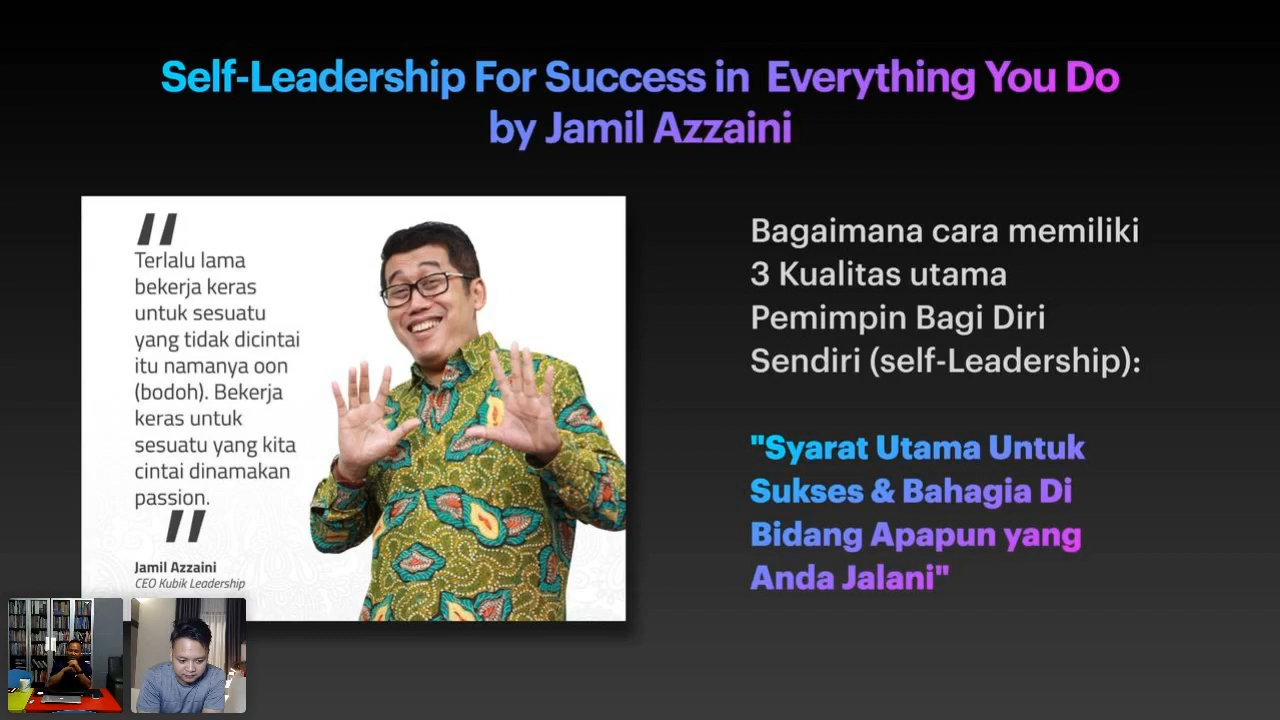 Self-Leadership For Success in Everything You Do
by Jamil Azzaini
"
Terlalu lama
bekerja keras
untuk sesuatu
yang tidak dicintai
itu namanya oon
(bodoh). Bekerja
keras untuk
sesuatu yang kita
cintai dinamakan
passion.
"
Jamil Azzaini
CEO Kubik Leadership
Bagaimana cara memiliki
3 Kualitas utama
Pemimpin Bagi Diri
Sendiri (self-Leadership):
"Syarat Utama Untuk
Sukses & Bahagia Di
Bidang Apapun yang
Anda Jalani"